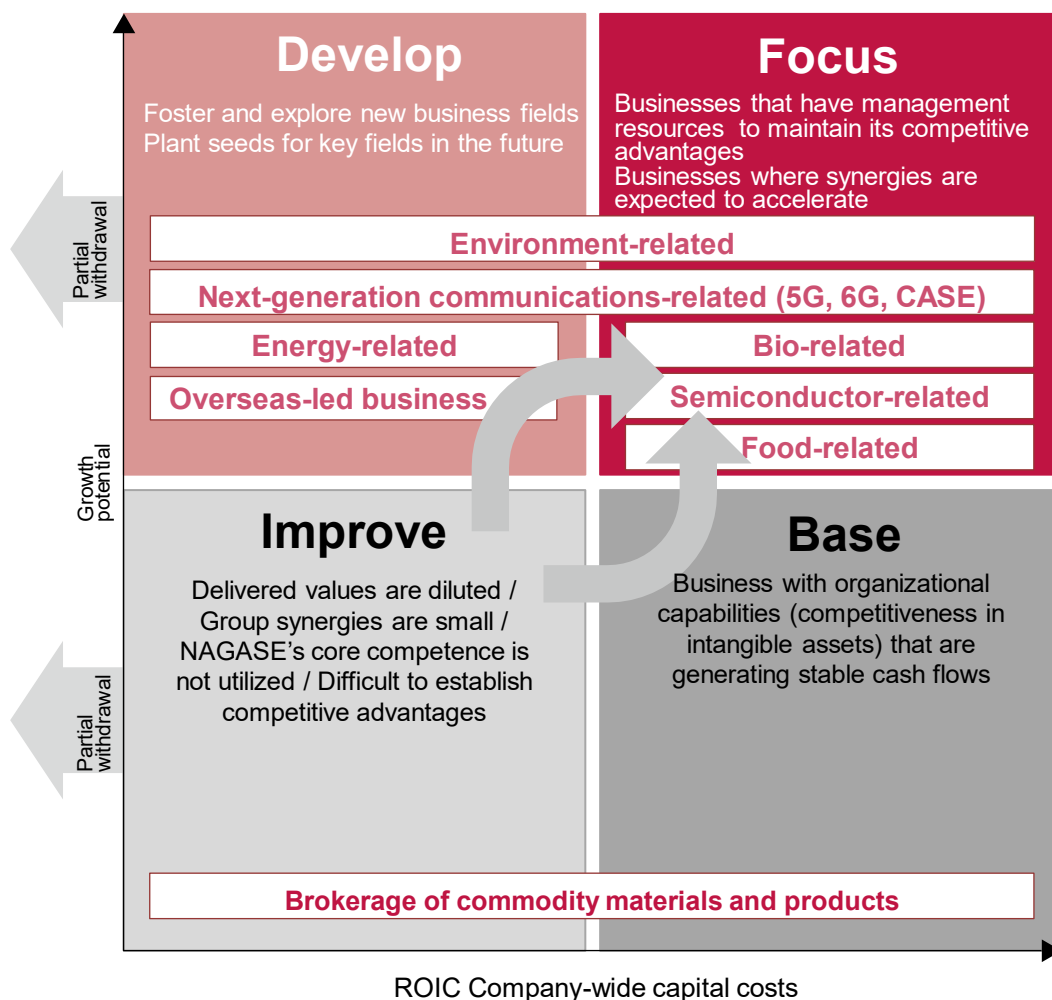 Develop
Foster and explore new business fields
Plant seeds for key fields in the future
Focus
Businesses that have management
resources to maintain its competitive
advantages
Businesses where synergies are
expected to accelerate
Partial
withdrawal
Environment-related
Next-generation communications-related (5G, 6G, CASE)
Energy-related
Bio-related
Overseas-led business
Semiconductor-related
Food-related
Growth
potential
Improve
Delivered values are diluted /
Group synergies are small /
NAGASE's core competence is
not utilized / Difficult to establish
competitive advantages
Base
Business with organizational
capabilities (competitiveness in
intangible assets) that are
generating stable cash flows
Partial
withdrawal
Brokerage of commodity materials and products
ROIC Company-wide capital costs